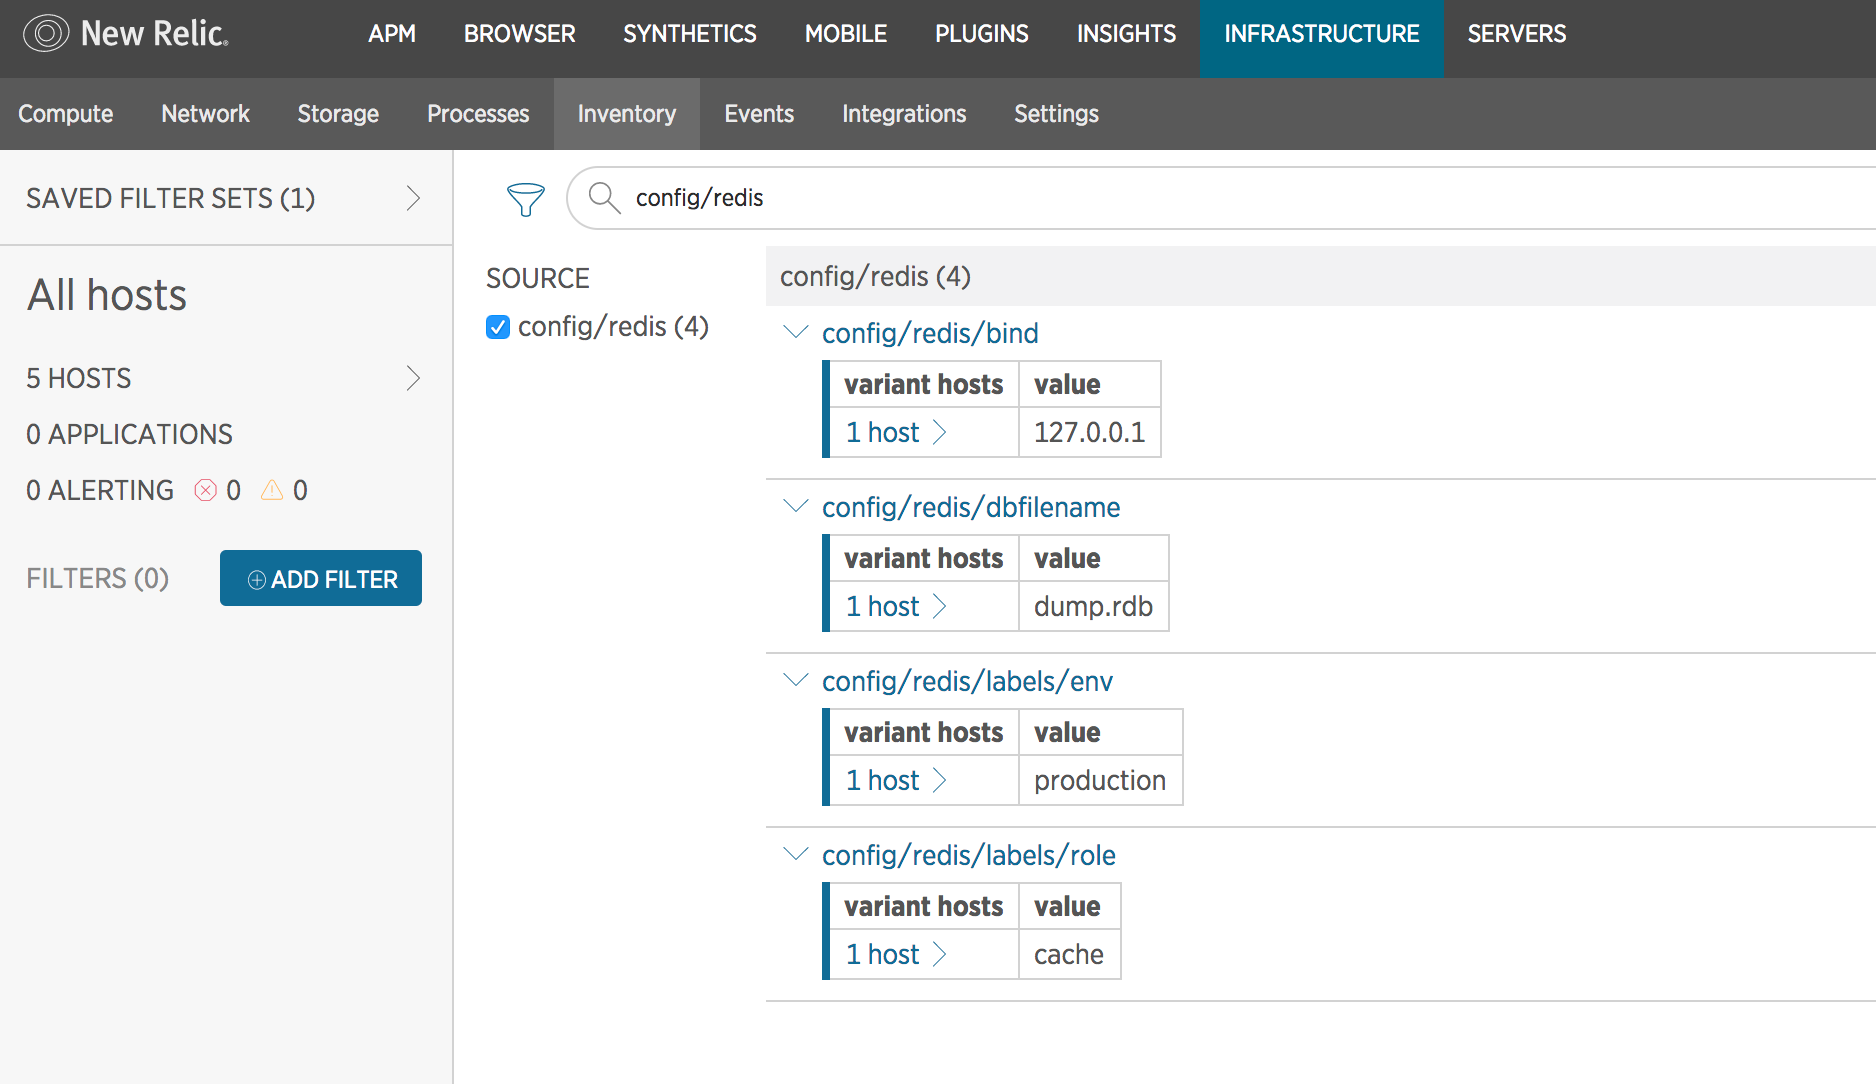 New Relic.
APM BROWSER SYNTHETICS MOBILE PLUGINS INSIGHTS INFRASTRUCTURE SERVERS
Compute Network Storage Processes Inventory Events Integrations Settings
SAVED FILTER SETS (1)
All hosts
5 HOSTS
0 APPLICATIONS
0 ALERTING 0 0
FILTERS (0) ADD FILTER
config/redis
SOURCE
config/redis (4)
config/redis (4)
config/redis/bind
variant hosts value
1 host 127.0.0.1
config/redis/dbfilename
variant hosts value
1 host dump.rdb
config/redis/labels/env
variant hosts value
1 host production
config/redis/labels/role
variant hosts value
1 host cache